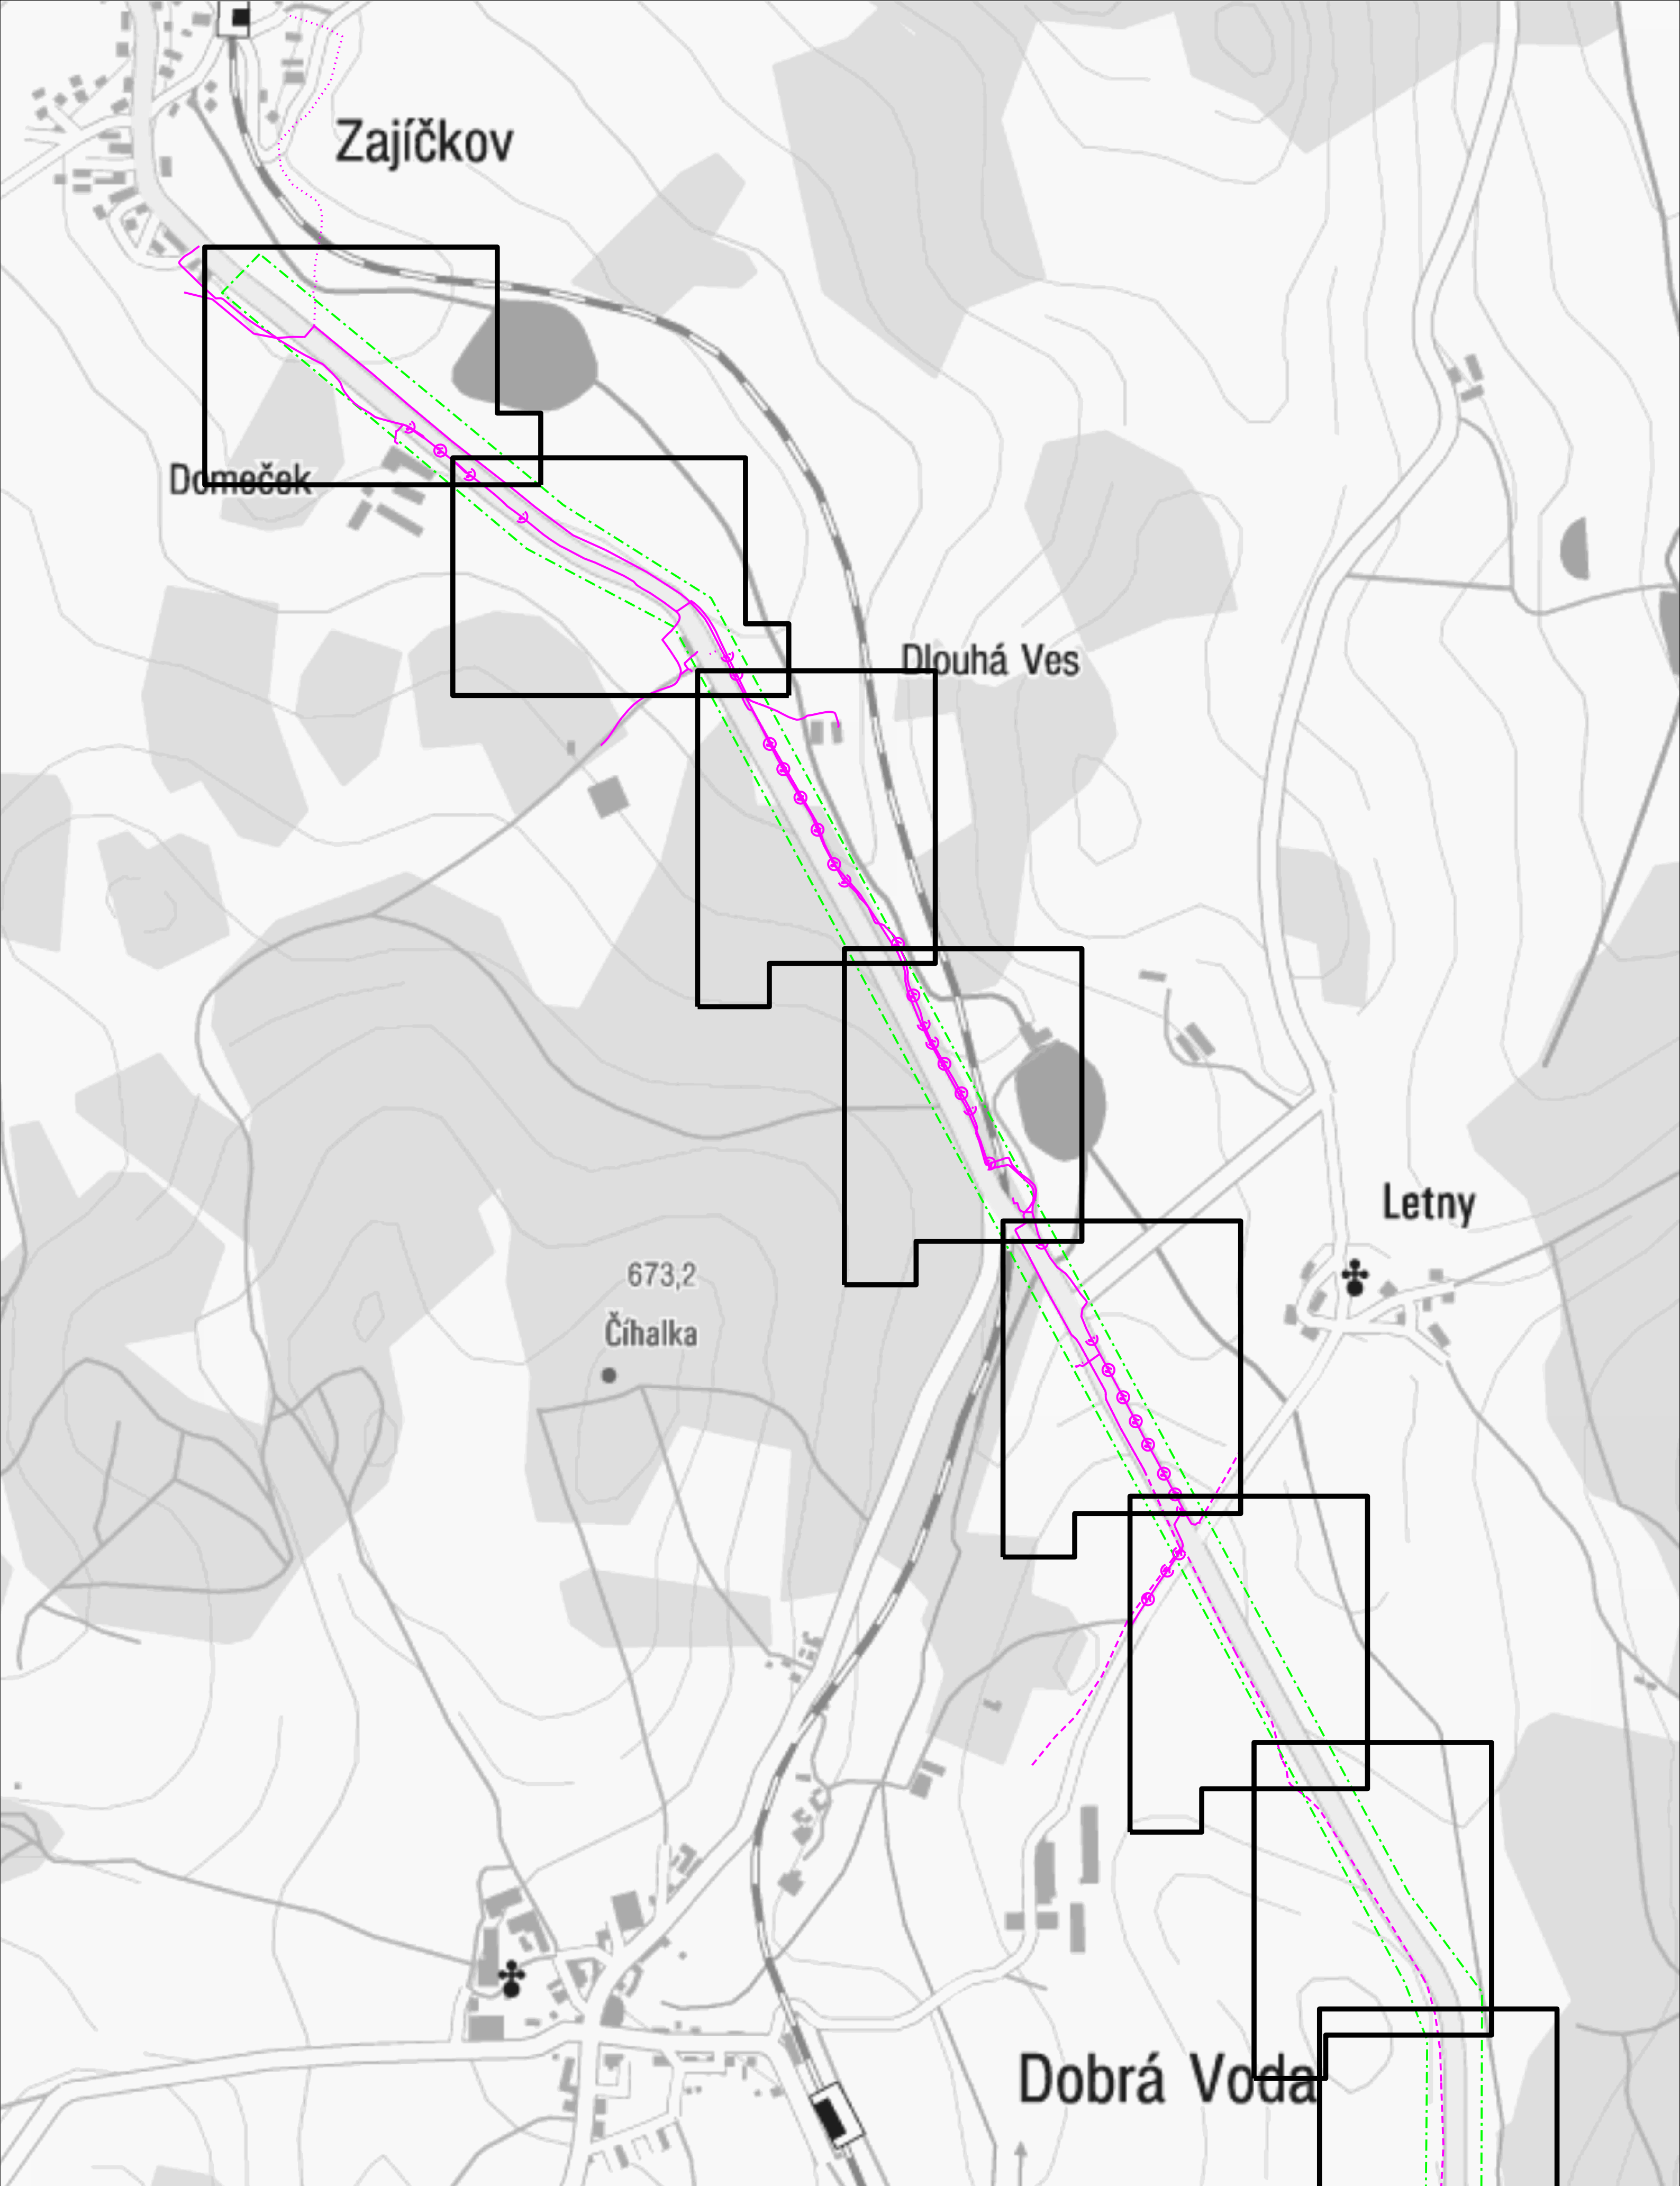 Zajíčkov
Domeček
Dlouhá Ves
Letny
673,2
Číhalka
Dobrá Voda